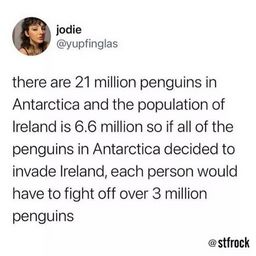 jodie
@yupfinglas
there are 21 million penguins in
Antarctica and the population of
Ireland is 6.6 million so if all of the
penguins in Antarctica decided to
invade Ireland, each person would
have to fight off over 3 million
penguins
@stfrock